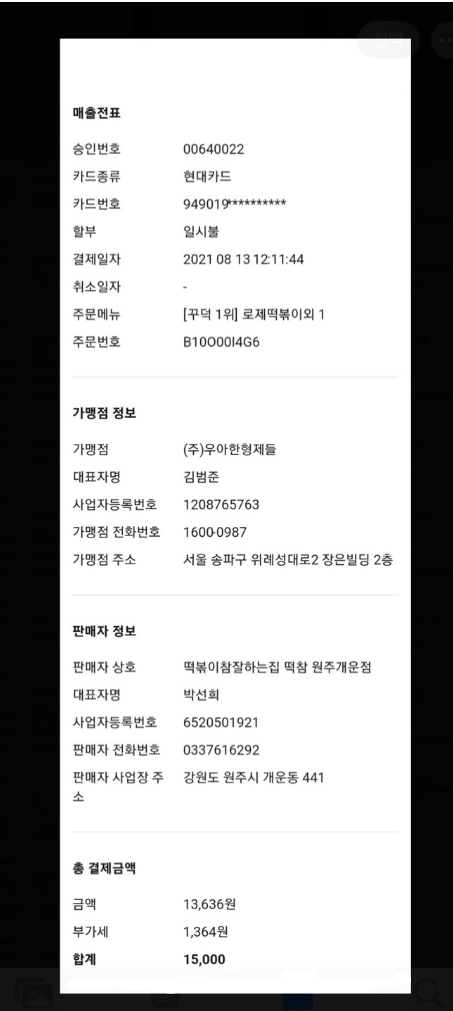 선택
매출전표
승인번호 00640022
카드종류 현대카드
카드번호 949019**********
할부 일시불
결제일자 2021 08 13 12:11:44
취소일자 -
주문메뉴 [꾸덕 1위] 로제떡볶이외 1
주문번호 B10O00I4G6
가맹점 정보
가맹점 (주)우아한형제들
대표자명 김범준
사업자등록번호 1208765763
가맹점 전화번호 1600-0987
가맹점 주소 서울 송파구 위례성대로2 장은빌딩 2층
판매자 정보
판매자 상호 떡볶이참잘하는집 떡참 원주개운점
대표자명 박선희
사업자등록번호 6520501921
판매자 전화번호 0337616292
판매자 사업장 주 강원도 원주시 개운동 441
소
총 결제금액
금액 13,636원
부가세 1,364원
합계 15,000